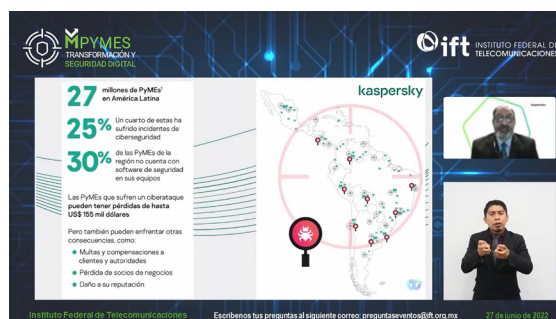 MPYMES
TRANSFORMACIÓN Y
SEGURIDAD DIGITAL
ift
INSTITUTO FEDERAL DE
TELECOMUNICACIONES
27 millones de PyMEs¹
en América Latina
25% Un cuarto de estas ha
sufrido incidentes de
ciberseguridad
30% de las PyMEs de la
región no cuenta con
software de seguridad
en sus equipos
Las PyMEs que sufren un ciberataque
pueden tener pérdidas de hasta
US$ 155 mil dólares
Pero también pueden enfrentar otras
consecuencias, como:
Multas y compensaciones a
clientes y autoridades
Pérdida de socios de negocios
Daño a su reputación
kaspersky
Instituto Federal de Telecomunicaciones
Escríbenos tus preguntas al siguiente correo: preguntaseventos@ift.org.mx
27 de junio de 2022